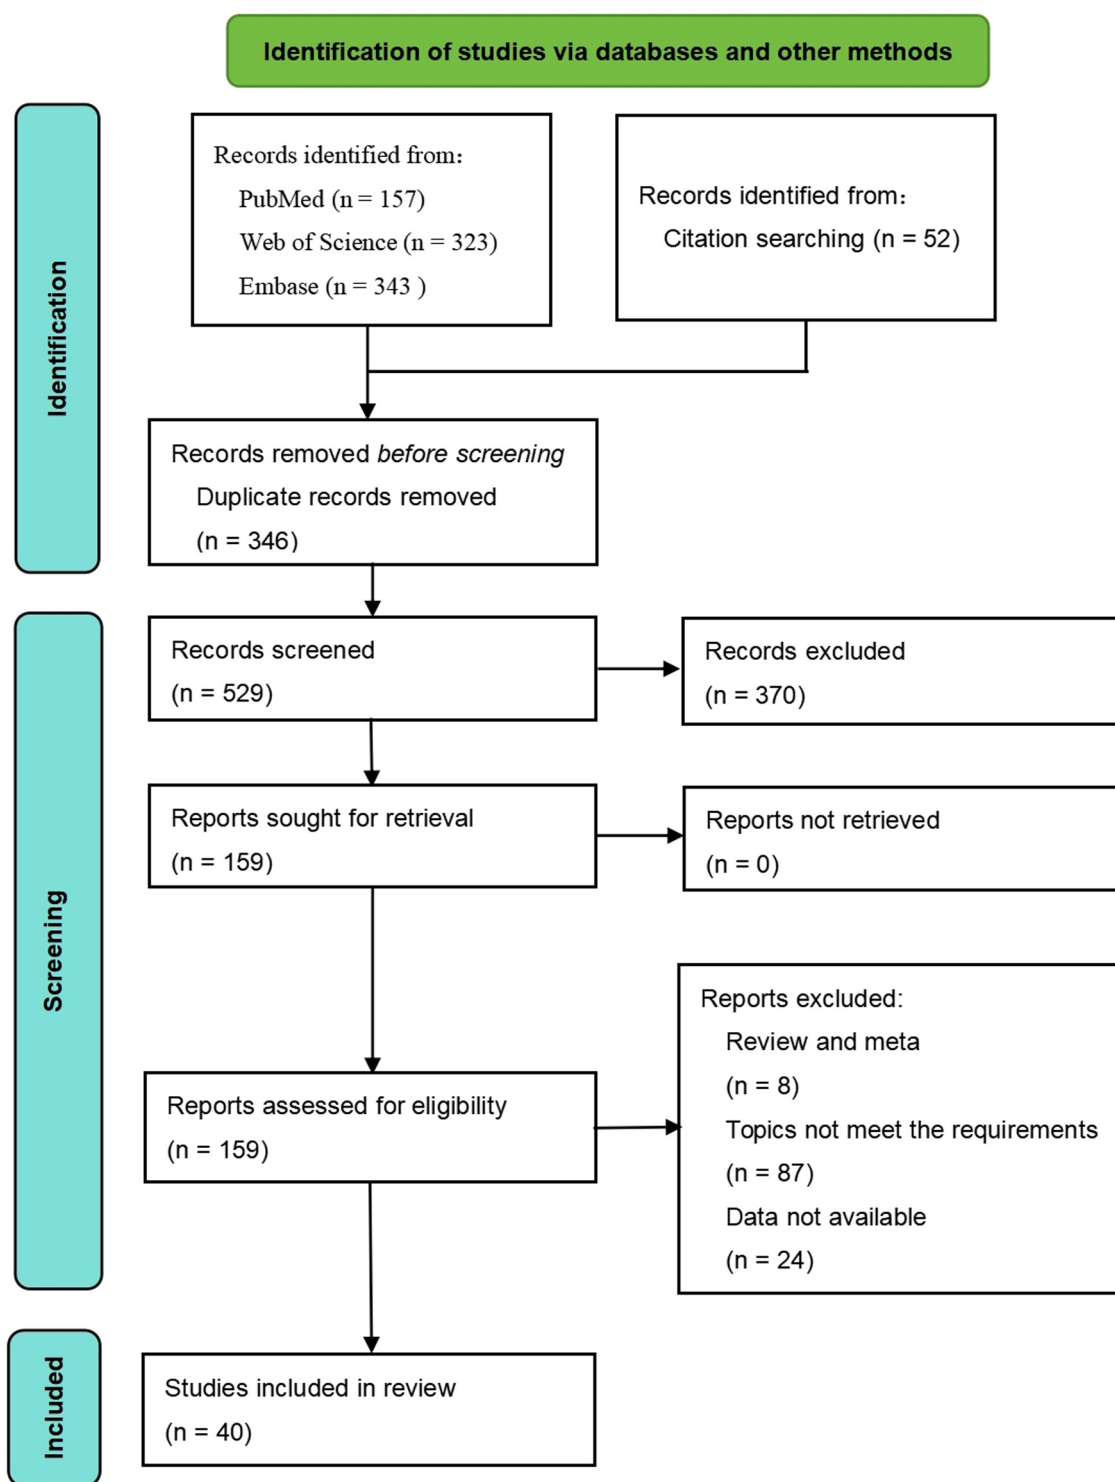 Identification of studies via databases and other methods
Identification
Records identified from：
PubMed (n = 157)
Web of Science (n = 323)
Embase (n = 343 )
Records identified from：
Citation searching (n = 52)
Records removed before screening
Duplicate records removed
(n = 346)
Screening
Records screened
(n = 529)
Records excluded
(n = 370)
Reports sought for retrieval
(n = 159)
Reports not retrieved
(n = 0)
Reports assessed for eligibility
(n = 159)
Reports excluded:
Review and meta
(n = 8)
Topics not meet the requirements
(n = 87)
Data not available
(n = 24)
Included
Studies included in review
(n = 40)